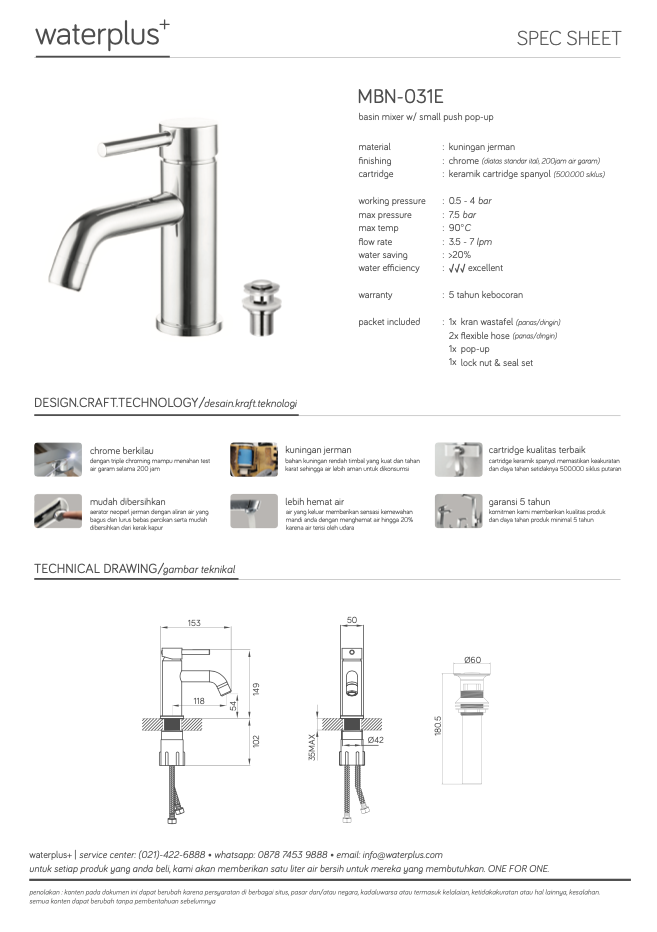 waterplus+
SPEC SHEET
MBN-031E
basin mixer w/ small push pop-up
material : kuningan jerman
finishing : chrome (diatas standar itali, 200jam air garam)
cartridge : keramik cartridge spanyol (500.000 siklus)
working pressure : 0.5 - 4 bar
max pressure : 7.5 bar
max temp : 90°C
flow rate : 3.5 - 7 lpm
water saving : >20%
water efficiency : √√√ excellent
warranty : 5 tahun kebocoran
packet included : 1x kran wastafel (panas/dingin)
2x flexible hose (panas/dingin)
1x pop-up
1x lock nut & seal set
DESIGN.CRAFT.TECHNOLOGY/desain.kraft.teknologi
chrome berkilau
dengan triple chroming mampu menahan test
air garam selama 200 jam
kuningan jerman
bahan kuningan rendah timbal yang kuat dan tahan
karat sehingga air lebih aman untuk dikonsumsi
cartridge kualitas terbaik
cartridge keramik spanyol memastikan keakuratan
dan daya tahan setidaknya 500.000 siklus putaran
mudah dibersihkan
aerator neoperl jerman dengan aliran air yang
bagus dan lurus bebas percikan serta mudah
dibersihkan dari kerak kapur
lebih hemat air
air yang keluar memberikan sensasi kemewahan
mandi anda dengan menghemat air hingga 20%
karena air terisi oleh udara
garansi 5 tahun
komitmen kami memberikan kualitas produk
dan daya tahan produk minimal 5 tahun
TECHNICAL DRAWING/gambar teknikal
153
118
54
149
102
50
35MAX
Ø42
Ø60
180.5
waterplus+ | service center: (021)-422-6888 • whatsapp: 0878 7453 9888 • email: info@waterplus.com
untuk setiap produk yang anda beli, kami akan memberikan satu liter air bersih untuk mereka yang membutuhkan. ONE FOR ONE.
penolakan : konten pada dokumen ini dapat berubah karena persyaratan di berbagai situs, pasar dan/atau negara, kadaluwarsa atau termasuk kelalaian, ketidakakuratan atau hal lainnya, kesalahan.
semua konten dapat berubah tanpa pemberitahuan sebelumnya